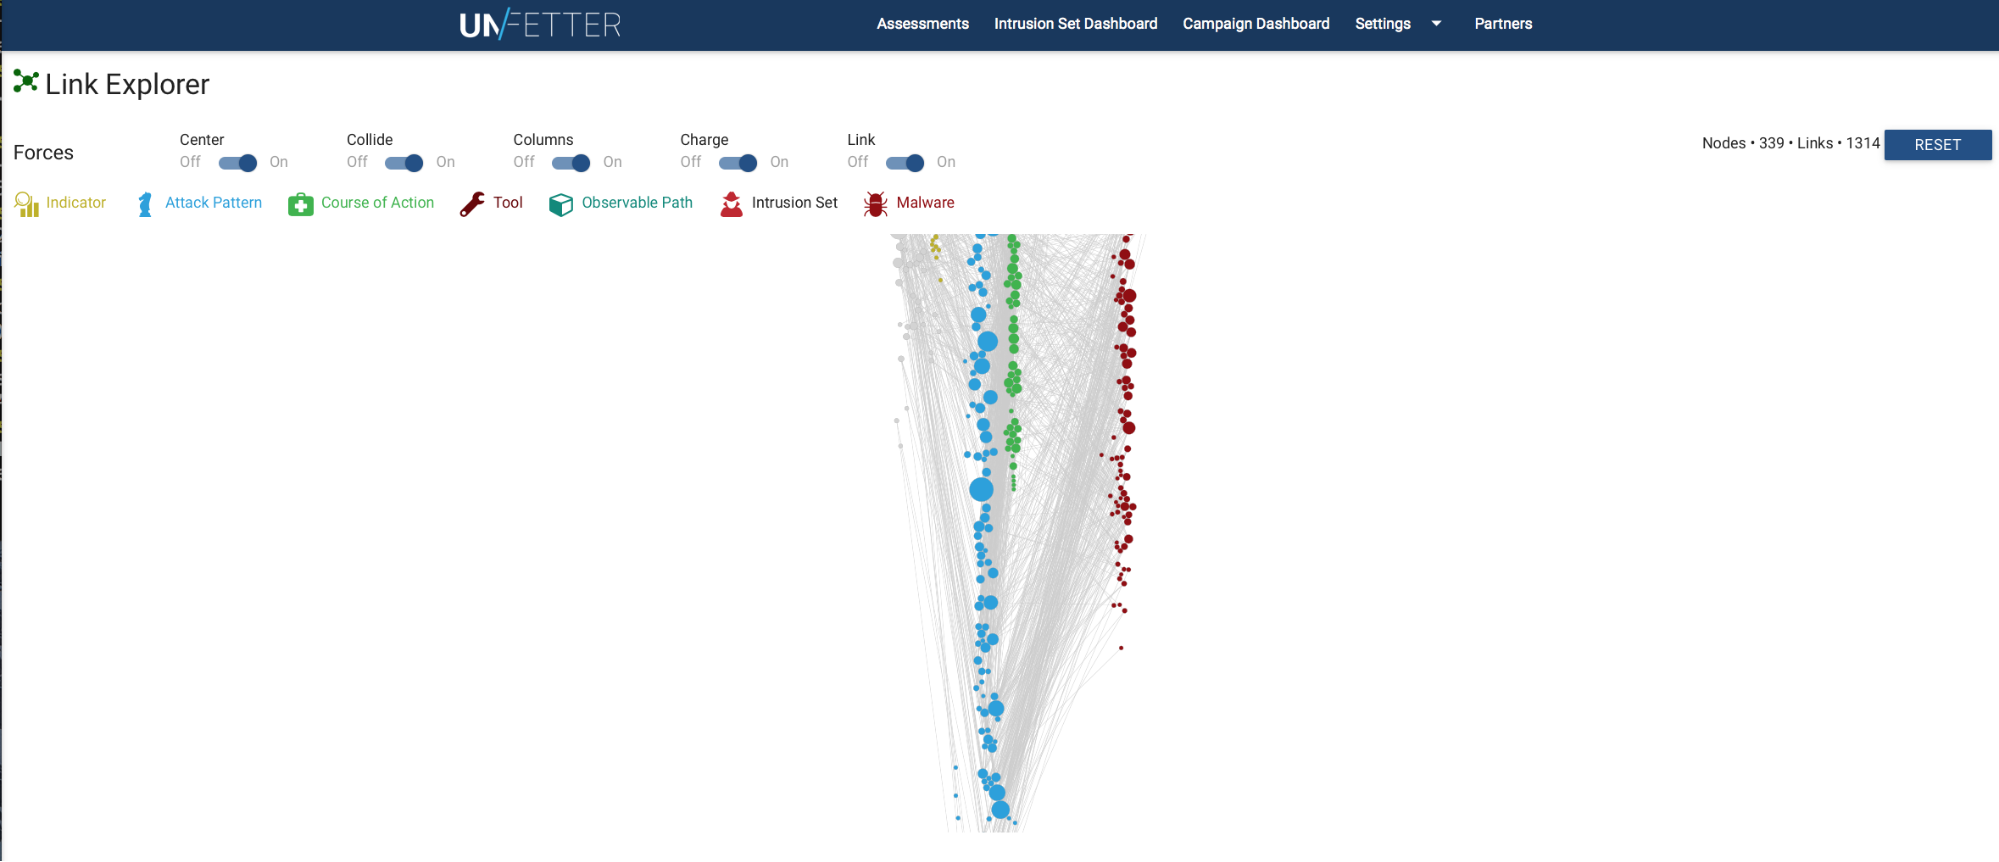 UN/FETTER Assessments Intrusion Set Dashboard Campaign Dashboard Settings Partners
Link Explorer
Forces
Center
Off On
Collide
Off On
Columns
Off On
Charge
Off On
Link
Off On
Nodes • 339 • Links • 1314 RESET
Indicator Attack Pattern Course of Action Tool Observable Path Intrusion Set Malware